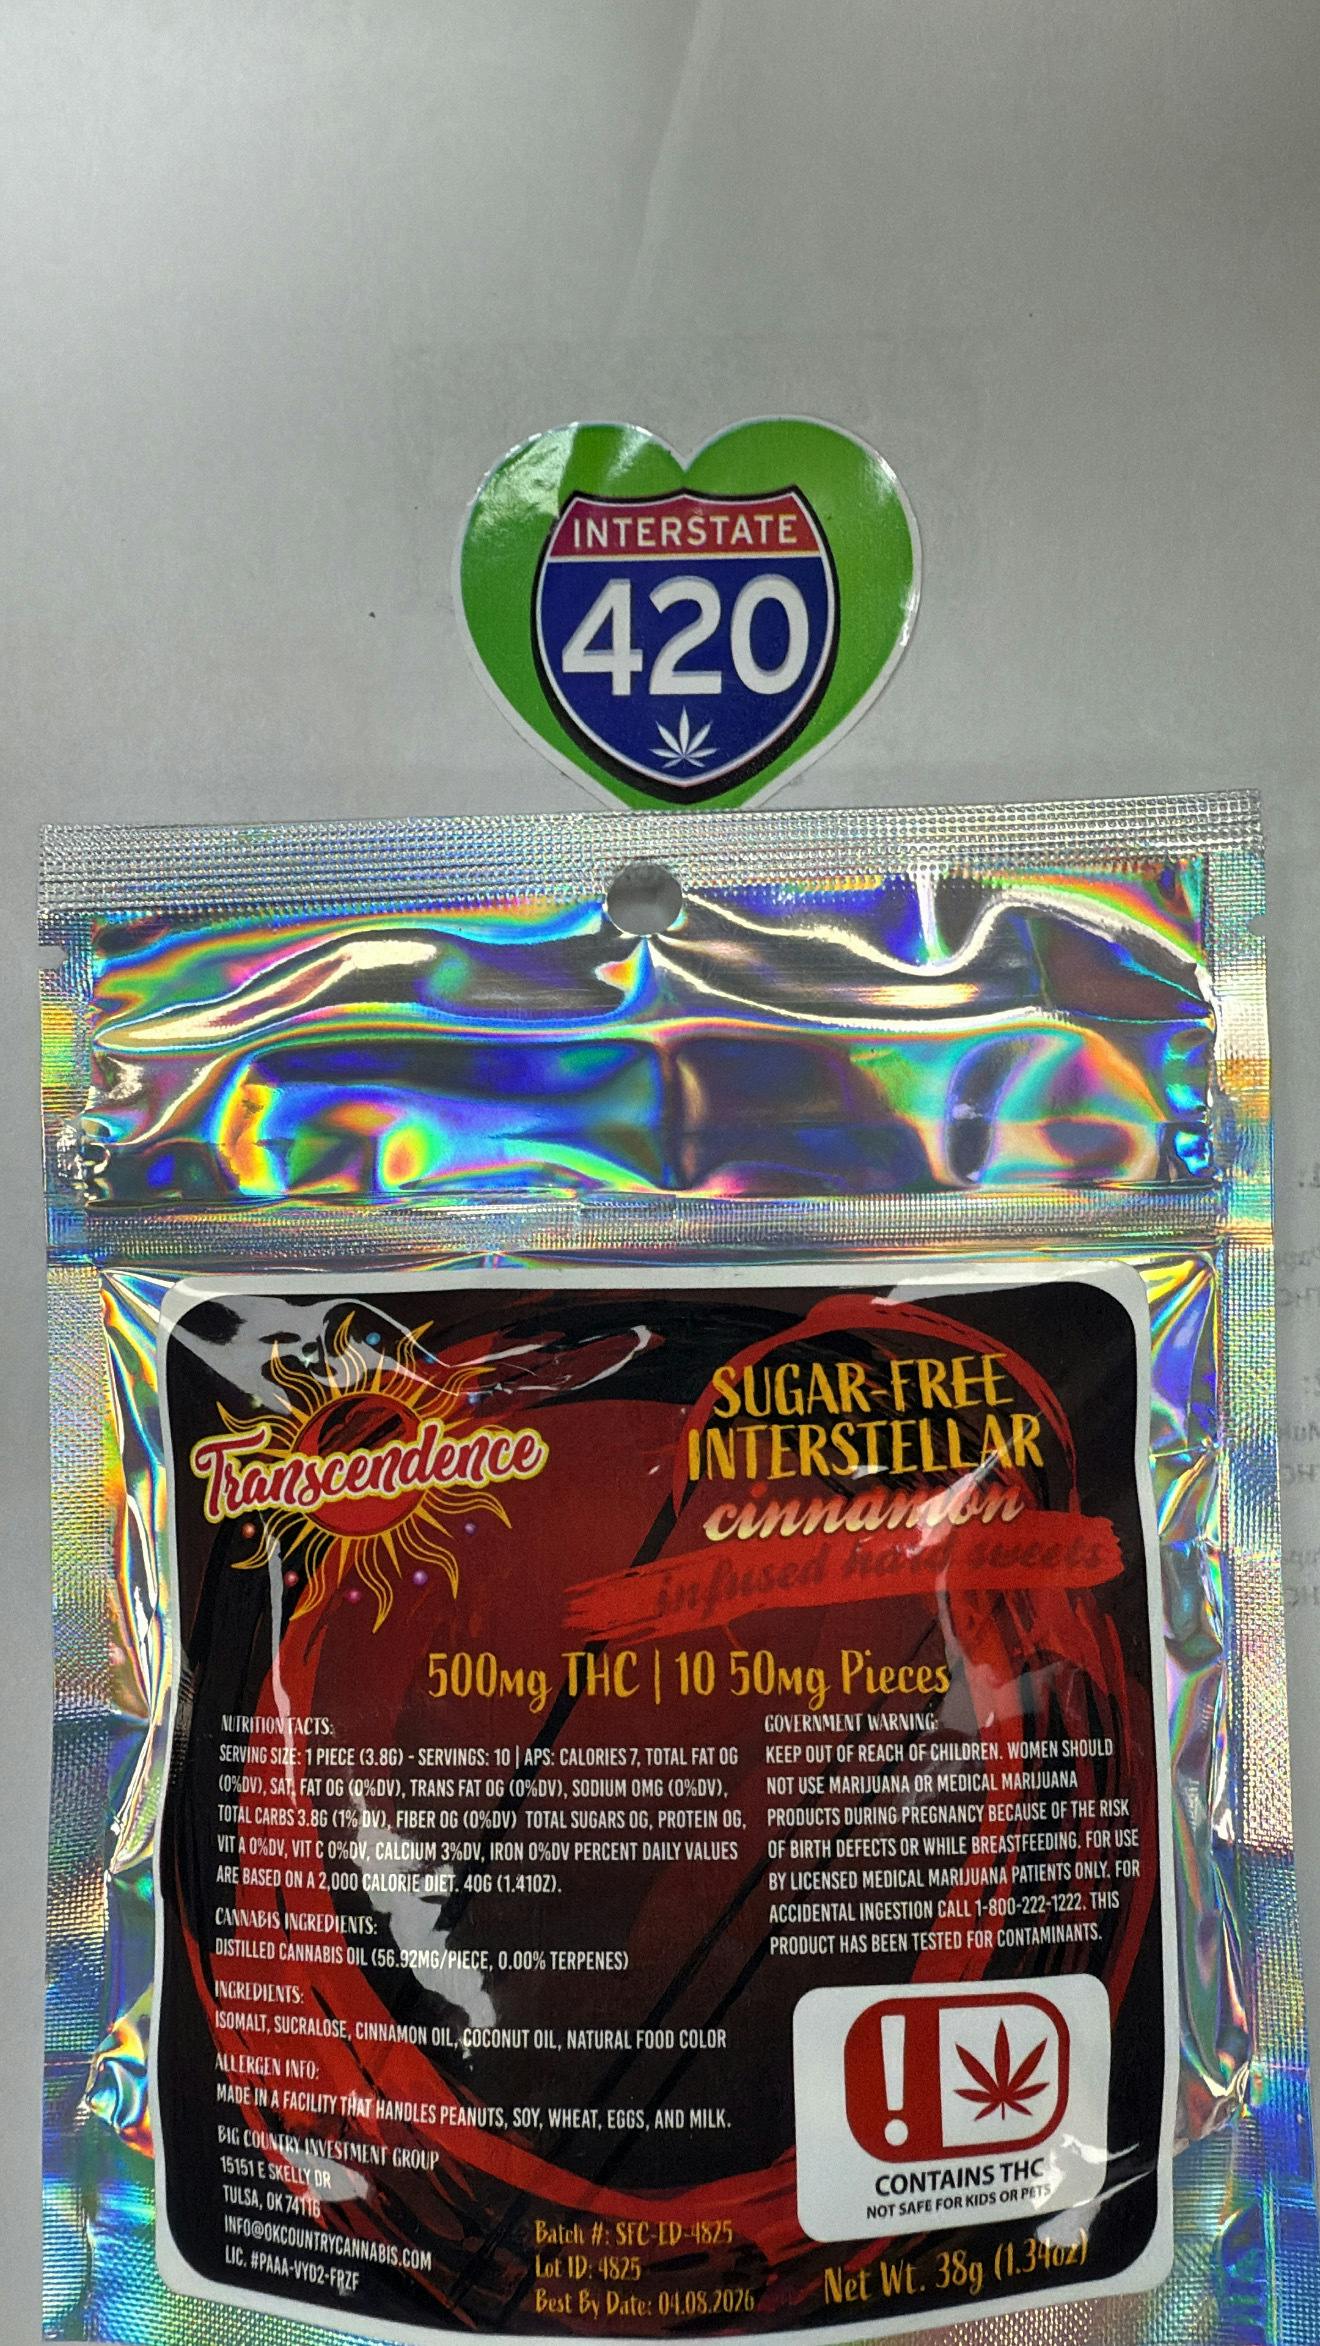 INTERSTATE
420
Transcendence
SUGAR-FREE
INTERSTELLAR
cinnamon
infused hard sweets
500mg THC | 10 50mg Pieces
NUTRITION FACTS:
SERVING SIZE: 1 PIECE (3.8G) - SERVINGS: 10 | APS: CALORIES 7, TOTAL FAT 0G
(0%DV), SAT. FAT 0G (0%DV), TRANS FAT 0G (0%DV), SODIUM 0MG (0%DV),
TOTAL CARBS 3.8G (1% DV), FIBER 0G (0%DV) TOTAL SUGARS 0G, PROTEIN 0G,
VIT A 0%DV, VIT C 0%DV, CALCIUM 3%DV, IRON 0%DV PERCENT DAILY VALUES
ARE BASED ON A 2,000 CALORIE DIET. 40G (1.41OZ).
CANNABIS INGREDIENTS:
DISTILLED CANNABIS OIL (56.92MG/PIECE, 0.00% TERPENES)
INGREDIENTS:
ISOMALT, SUCRALOSE, CINNAMON OIL, COCONUT OIL, NATURAL FOOD COLOR
ALLERGEN INFO:
MADE IN A FACILITY THAT HANDLES PEANUTS, SOY, WHEAT, EGGS, AND MILK.
BIG COUNTRY INVESTMENT GROUP
15151 E SKELLY DR
TULSA, OK 74116
INFO@OKCOUNTRYCANNABIS.COM
LIC. #PAAA-VYD2-FRZF
GOVERNMENT WARNING:
KEEP OUT OF REACH OF CHILDREN. WOMEN SHOULD
NOT USE MARIJUANA OR MEDICAL MARIJUANA
PRODUCTS DURING PREGNANCY BECAUSE OF THE RISK
OF BIRTH DEFECTS OR WHILE BREASTFEEDING. FOR USE
BY LICENSED MEDICAL MARIJUANA PATIENTS ONLY. FOR
ACCIDENTAL INGESTION CALL 1-800-222-1222. THIS
PRODUCT HAS BEEN TESTED FOR CONTAMINANTS.
!
CONTAINS THC
NOT SAFE FOR KIDS OR PETS
Batch #: SFC-ED-4825
Lot ID: 4825
Best By Date: 04.08.2026
Net Wt. 38g (1.34oz)